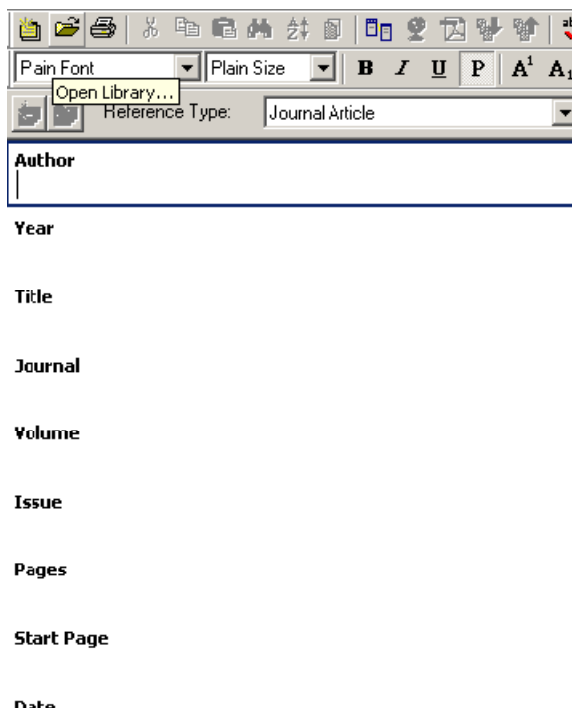 Pain Font Plain Size B I U P A1 A1
Open Library...
Reference Type: Journal Article
Author
Year
Title
Journal
Volume
Issue
Pages
Start Page
Date